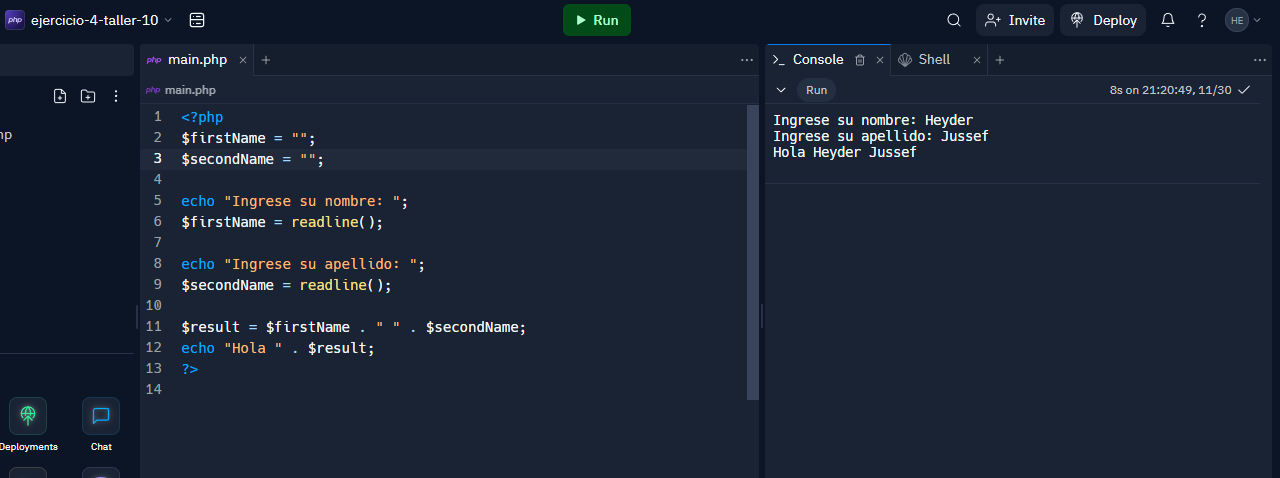 php ejercicio-4-taller-10
Run
Invite
Deploy
HE
php main.php
Console
Shell
php main.php
Run
8s on 21:20:49, 11/30
np
1 <?php
2 $firstName = "";
3 $secondName = "";
4
5 echo "Ingrese su nombre: ";
6 $firstName = readline();
7
8 echo "Ingrese su apellido: ";
9 $secondName = readline();
10
11 $result = $firstName . " " . $secondName;
12 echo "Hola " . $result;
13 ?>
14
Ingrese su nombre: Heyder
Ingrese su apellido: Jussef
Hola Heyder Jussef
Deployments
Chat